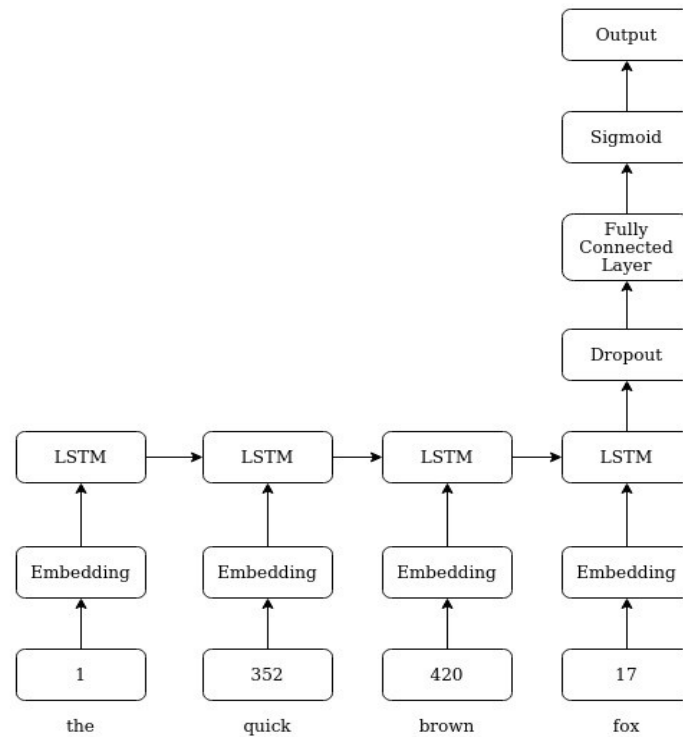 Output
Sigmoid
Fully
Connected
Layer
Dropout
LSTM LSTM LSTM LSTM
Embedding Embedding Embedding Embedding
1 352 420 17
the quick brown fox